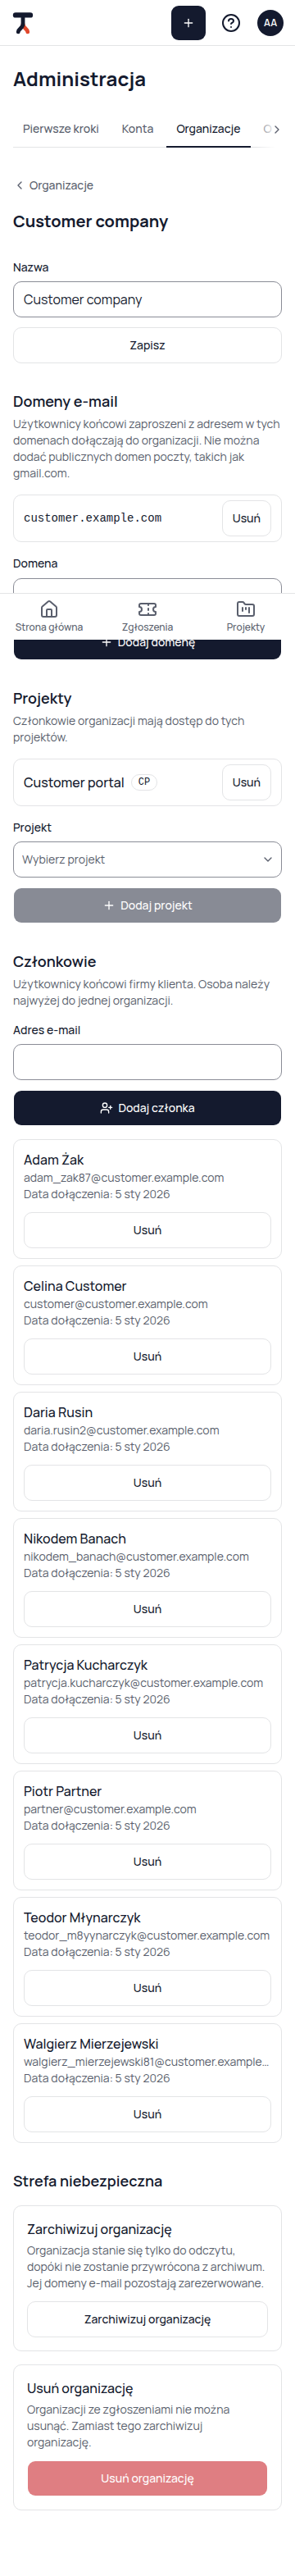 AA
Administracja
Pierwsze kroki Konta Organizacje
Organizacje
Customer company
Nazwa
Customer company
Zapisz
Domeny e-mail
Użytkownicy końcowi zaproszeni z adresem w tych
domenach dołączają do organizacji. Nie można
dodać publicznych domen poczty, takich jak
gmail.com.
customer.example.com Usuń
Domena
Strona główna Zgłoszenia Projekty
Dodaj domenę
Projekty
Członkowie organizacji mają dostęp do tych
projektów.
Customer portal CP Usuń
Projekt
Wybierz projekt
Dodaj projekt
Członkowie
Użytkownicy końcowi firmy klienta. Osoba należy
najwyżej do jednej organizacji.
Adres e-mail
Dodaj członka
Adam Żak
adam_zak87@customer.example.com
Data dołączenia: 5 sty 2026
Usuń
Celina Customer
customer@customer.example.com
Data dołączenia: 5 sty 2026
Usuń
Daria Rusin
daria.rusin2@customer.example.com
Data dołączenia: 5 sty 2026
Usuń
Nikodem Banach
nikodem_banach@customer.example.com
Data dołączenia: 5 sty 2026
Usuń
Patrycja Kucharczyk
patrycja.kucharczyk@customer.example.com
Data dołączenia: 5 sty 2026
Usuń
Piotr Partner
partner@customer.example.com
Data dołączenia: 5 sty 2026
Usuń
Teodor Młynarczyk
teodor_m8yynarczyk@customer.example.com
Data dołączenia: 5 sty 2026
Usuń
Walgierz Mierzejewski
walgierz_mierzejewski81@customer.example...
Data dołączenia: 5 sty 2026
Usuń
Strefa niebezpieczna
Zarchiwizuj organizację
Organizacja stanie się tylko do odczytu,
dopóki nie zostanie przywrócona z archiwum.
Jej domeny e-mail pozostają zarezerwowane.
Zarchiwizuj organizację
Usuń organizację
Organizacji ze zgłoszeniami nie można
usunąć. Zamiast tego zarchiwizuj
organizację.
Usuń organizację